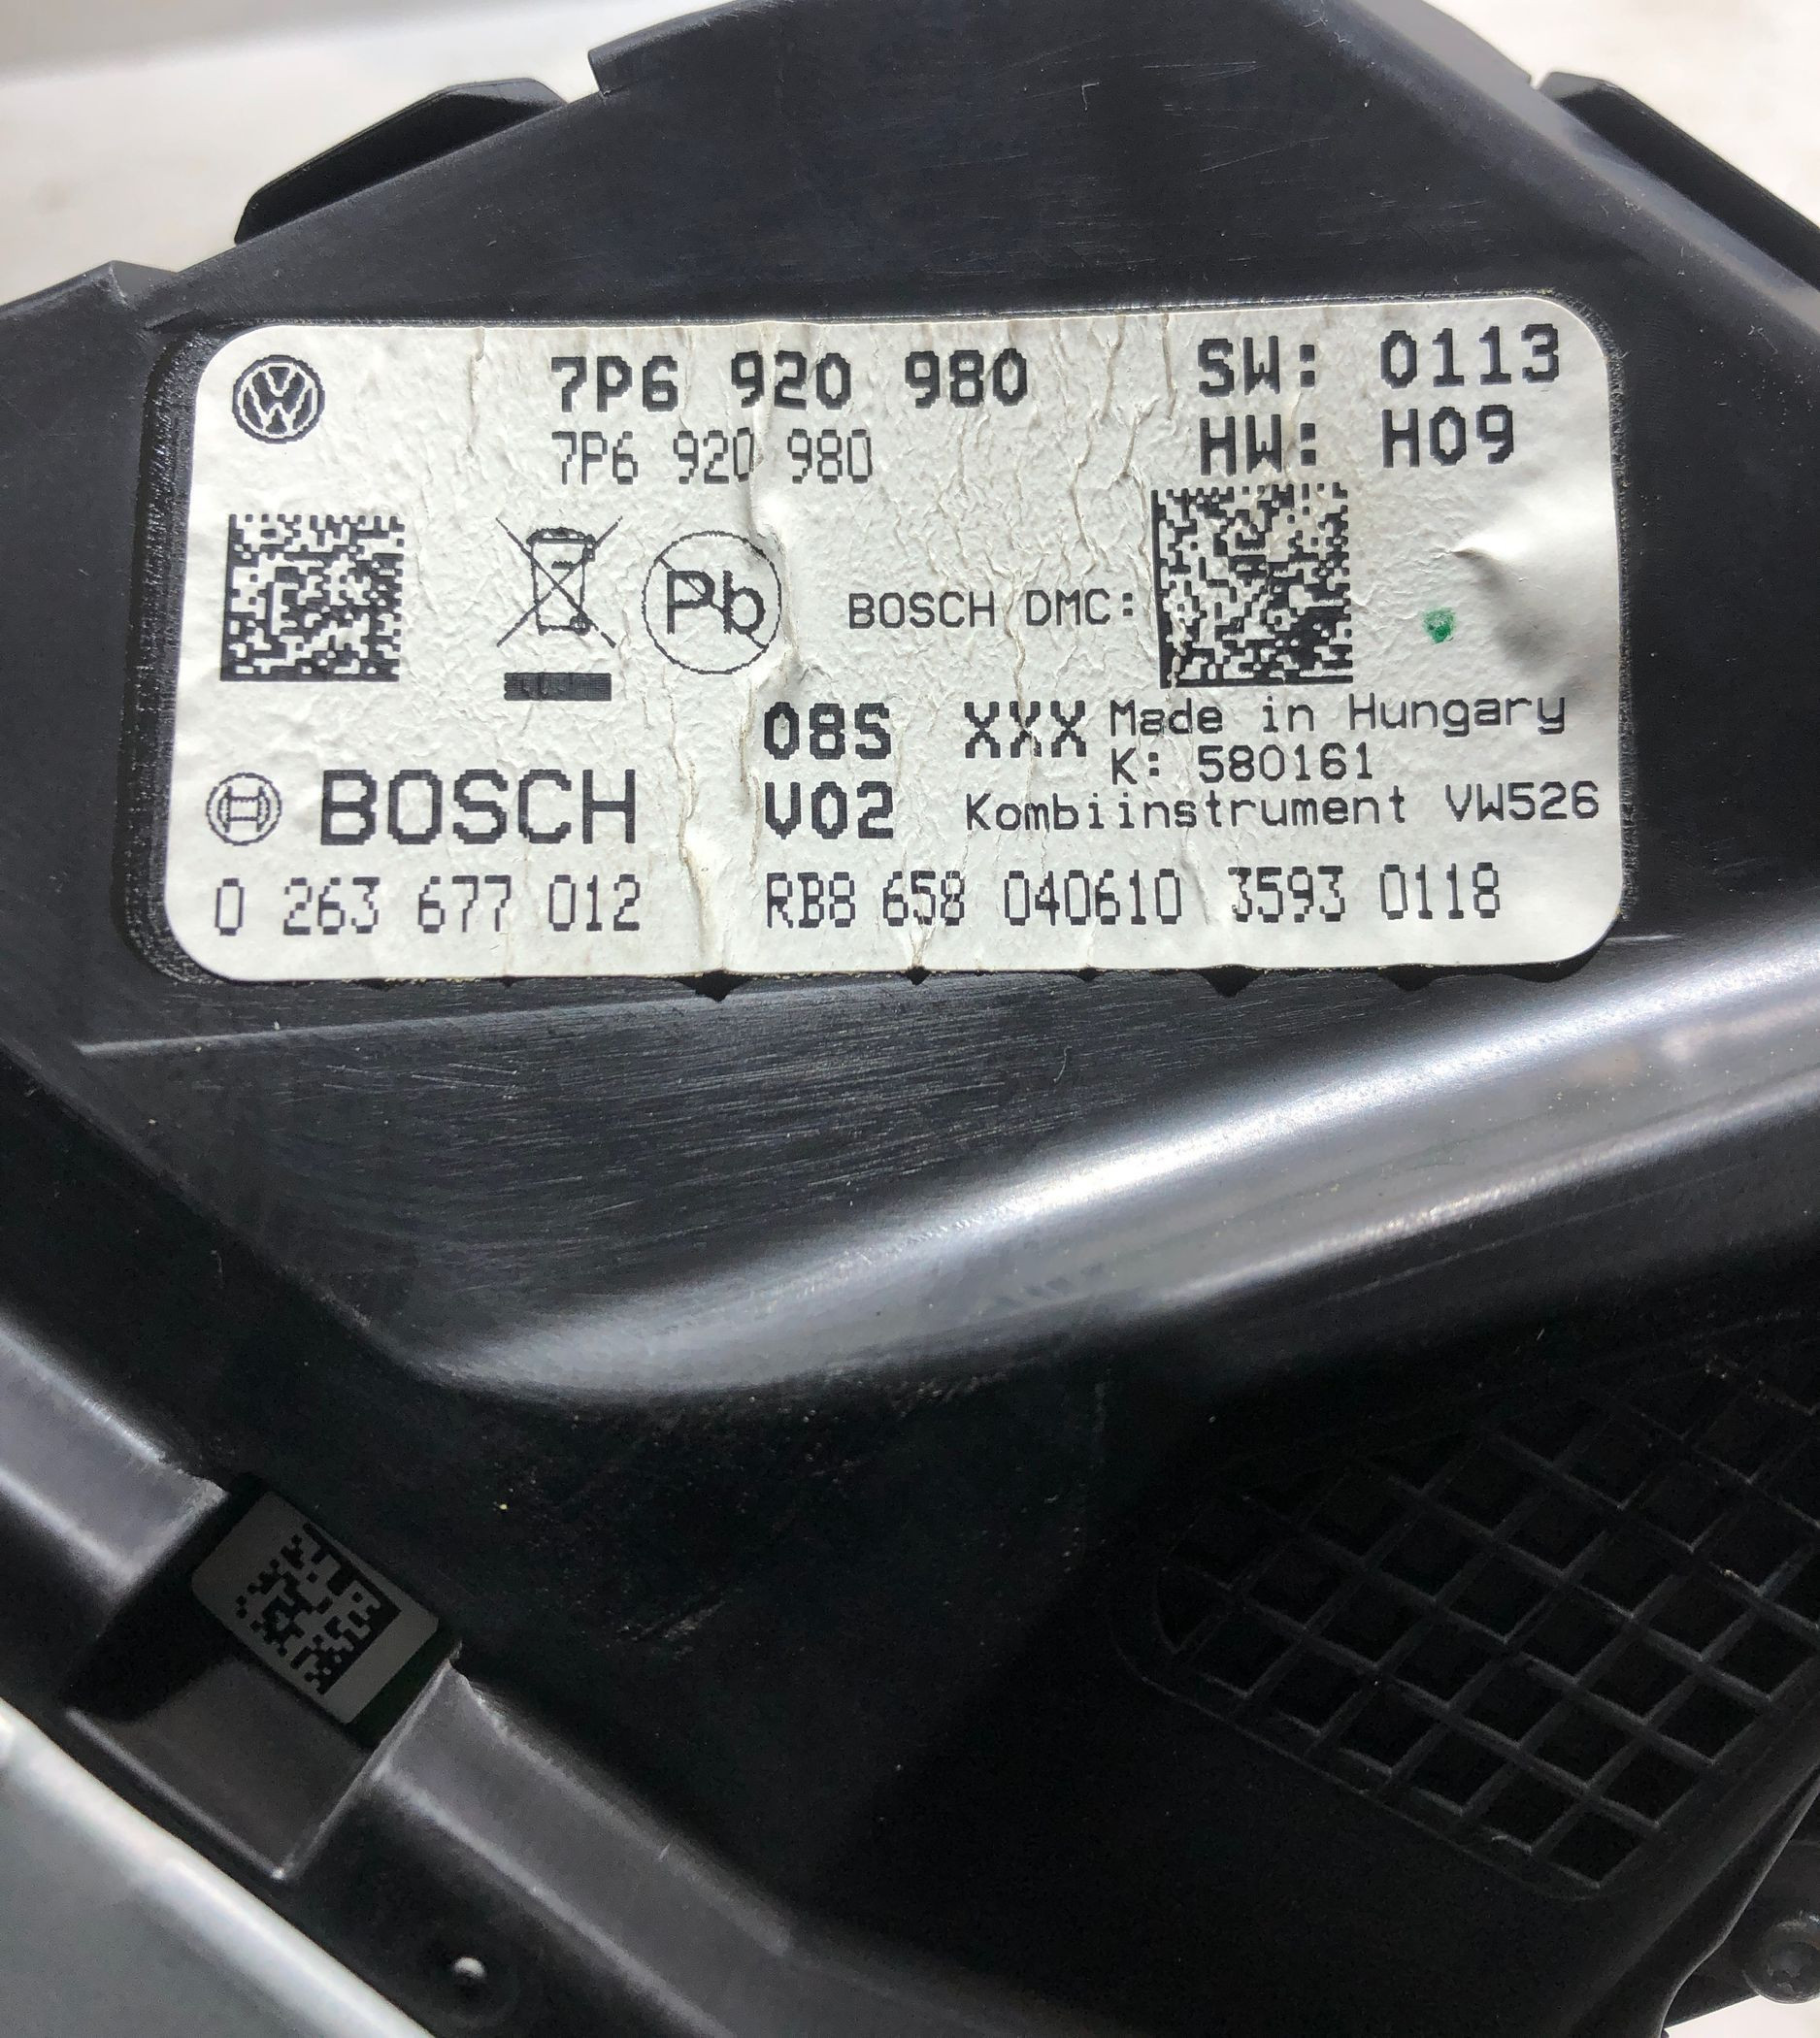 7P6 920 980
7P6 920 980
SW: 0113
HW: H09
Pb
BOSCH DMC:
08S XXX
V02
Made in Hungary
K: 580161
Kombiinstrument VW526
BOSCH
0 263 677 012
RB8 658 040610 3593 0118